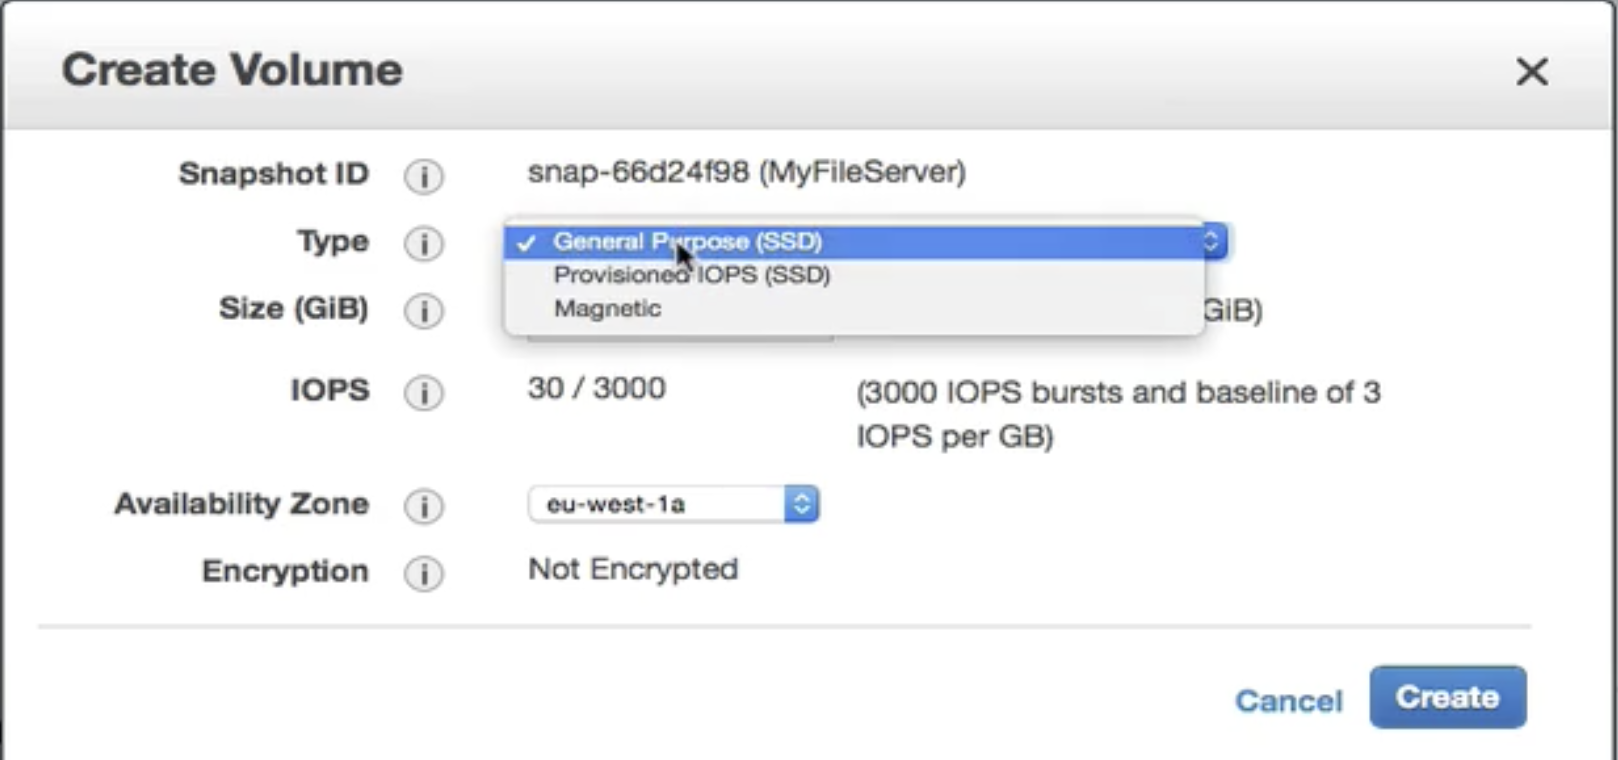 Create Volume
Snapshot ID snap-66d24f98 (MyFileServer)
Type General Purpose (SSD)
Provisioned IOPS (SSD)
Magnetic
Size (GiB) GiB)
IOPS 30 / 3000 (3000 IOPS bursts and baseline of 3
IOPS per GB)
Availability Zone eu-west-1a
Encryption Not Encrypted
Cancel Create